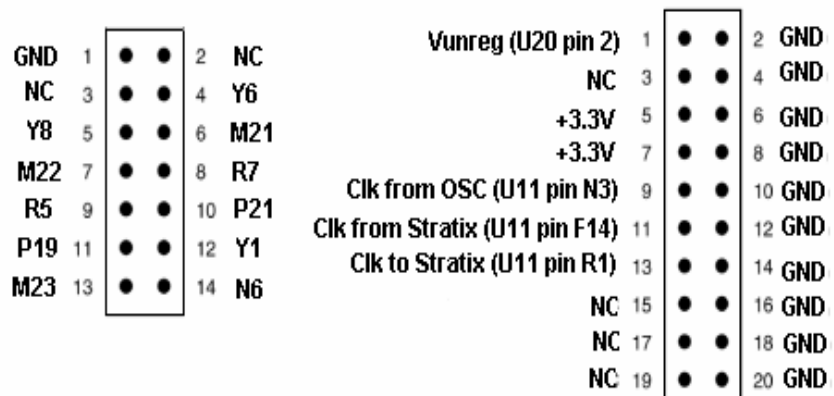 GND 1 2 NC
NC 3 4 Y6
Y8 5 6 M21
M22 7 8 R7
R5 9 10 P21
P19 11 12 Y1
M23 13 14 N6
Vunreg (U20 pin 2) 1 2 GND
NC 3 4 GND
+3.3V 5 6 GND
+3.3V 7 8 GND
Clk from OSC (U11 pin N3) 9 10 GND
Clk from Stratix (U11 pin F14) 11 12 GND
Clk to Stratix (U11 pin R1) 13 14 GND
NC 15 16 GND
NC 17 18 GND
NC 19 20 GND